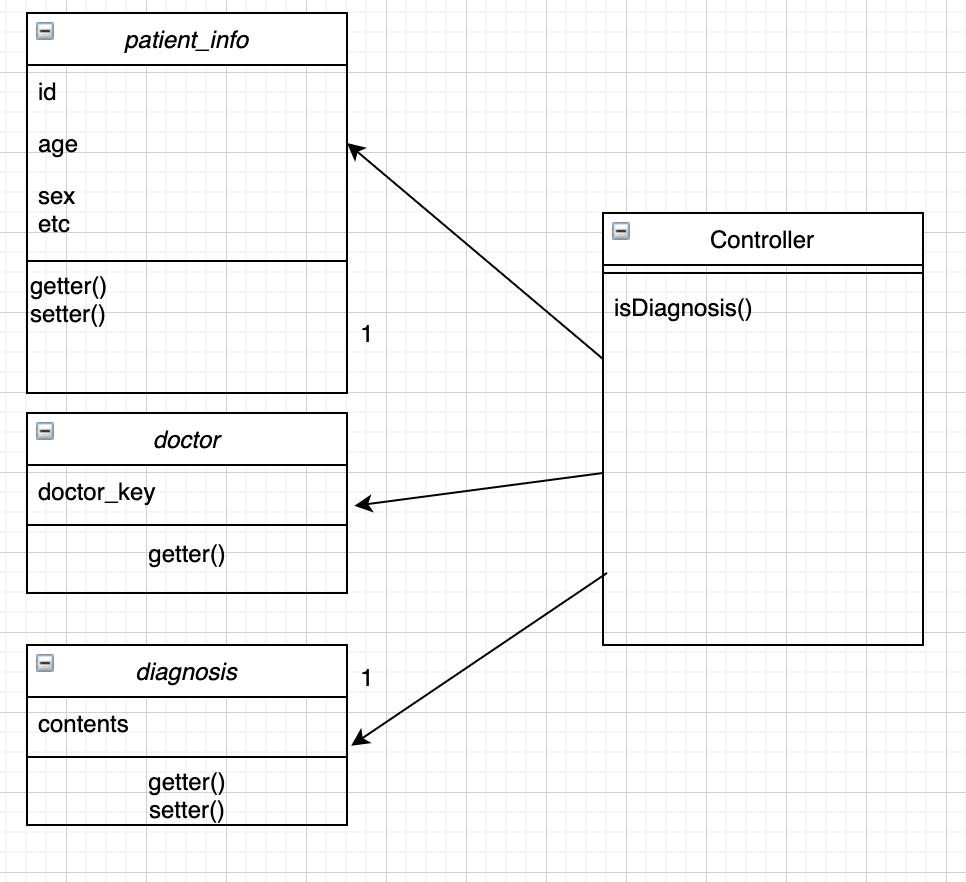 patient_info
id
age
sex
etc
getter()
setter()
1
doctor
doctor_key
getter()
diagnosis
1
contents
getter()
setter()
Controller
isDiagnosis()